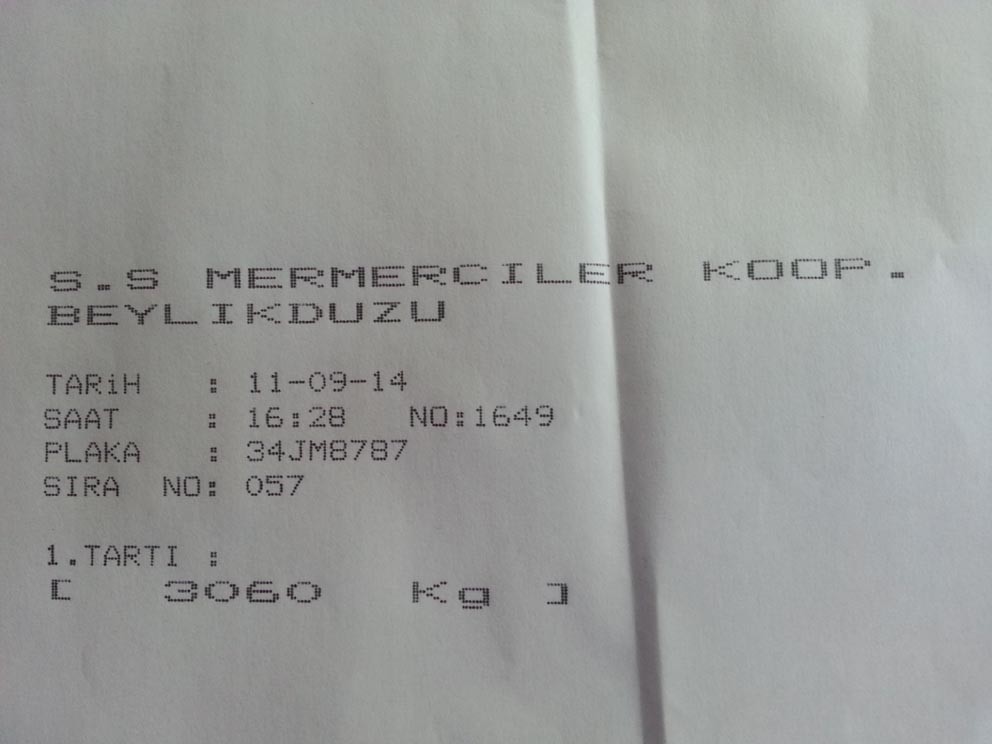 S.S MERMERCILER KOOP.
BEYLIKDUZU
TARiH : 11-09-14
SAAT : 16:28 NO:1649
PLAKA : 34JM8787
SIRA NO: 057
1.TARTI :
[ 3060 Kg ]